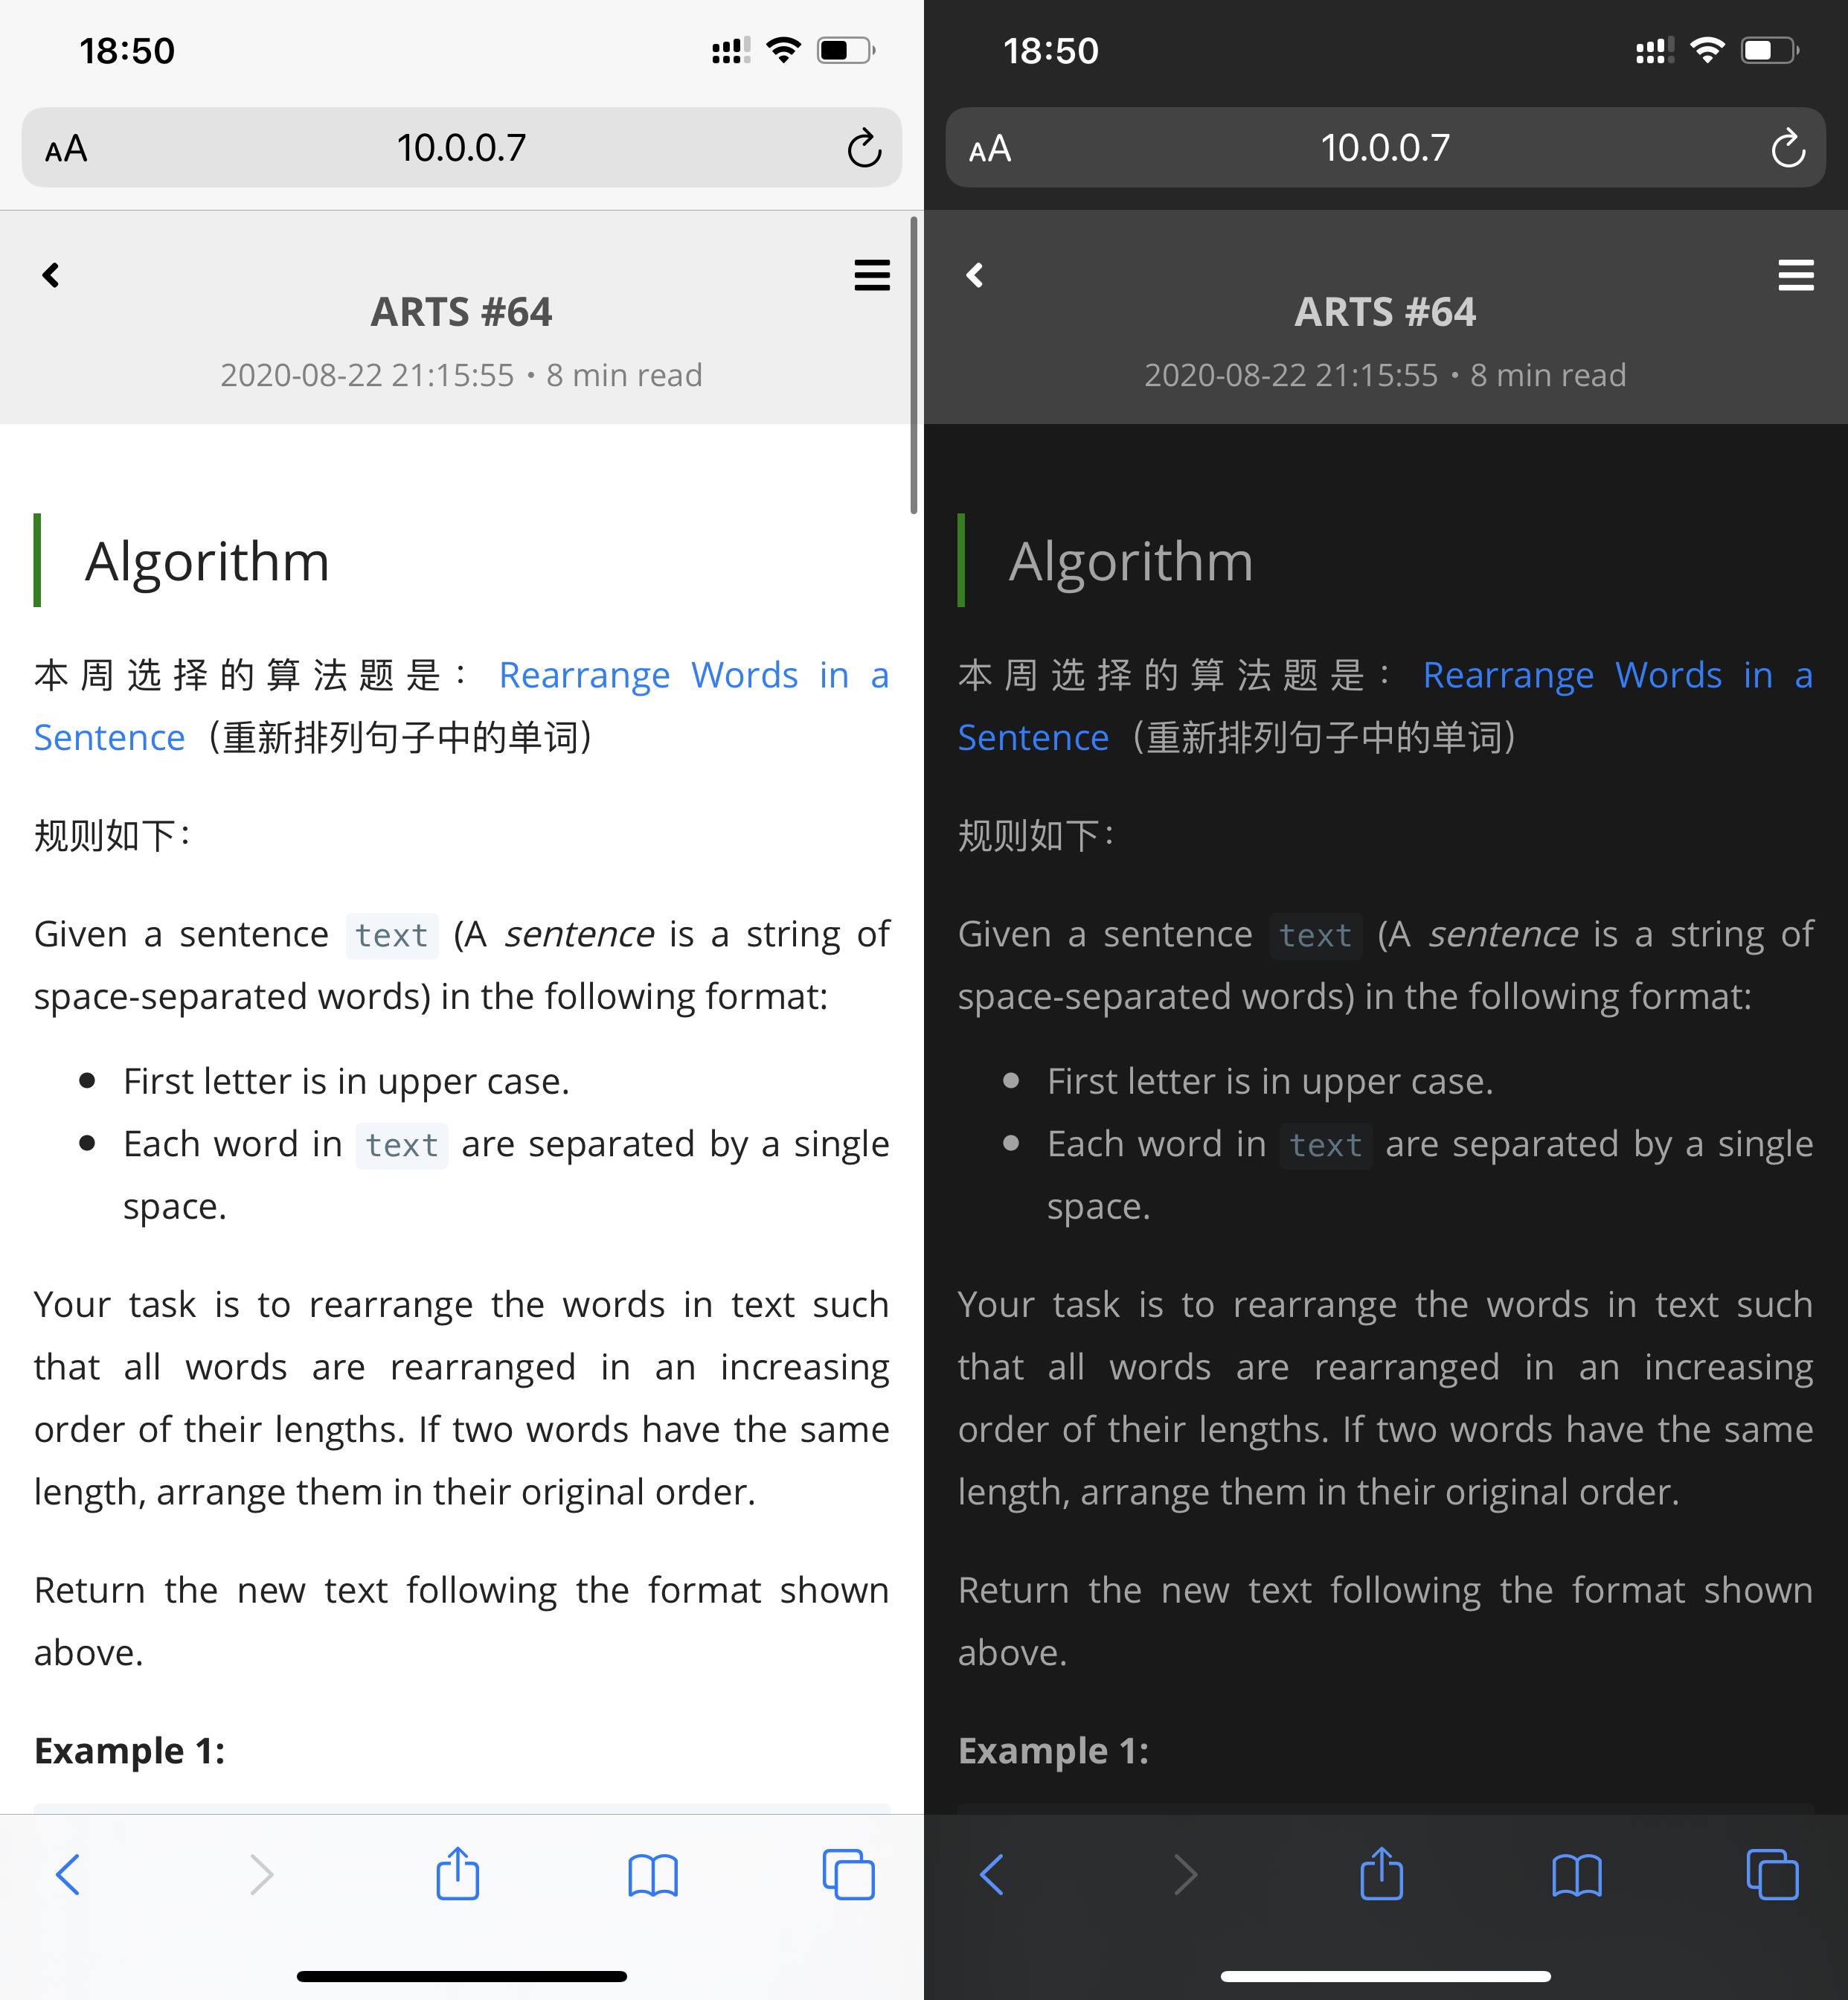 18:50
AA 10.0.0.7
ARTS #64
2020-08-22 21:15:55 • 8 min read
Algorithm
本周选择的算法题是：Rearrange Words in a
Sentence（重新排列句子中的单词）
规则如下：
Given a sentence text (A sentence is a string of
space-separated words) in the following format:
• First letter is in upper case.
• Each word in text are separated by a single
space.
Your task is to rearrange the words in text such
that all words are rearranged in an increasing
order of their lengths. If two words have the same
length, arrange them in their original order.
Return the new text following the format shown
above.
Example 1:
18:50
AA 10.0.0.7
ARTS #64
2020-08-22 21:15:55 • 8 min read
Algorithm
本周选择的算法题是：Rearrange Words in a
Sentence（重新排列句子中的单词）
规则如下：
Given a sentence text (A sentence is a string of
space-separated words) in the following format:
• First letter is in upper case.
• Each word in text are separated by a single
space.
Your task is to rearrange the words in text such
that all words are rearranged in an increasing
order of their lengths. If two words have the same
length, arrange them in their original order.
Return the new text following the format shown
above.
Example 1: